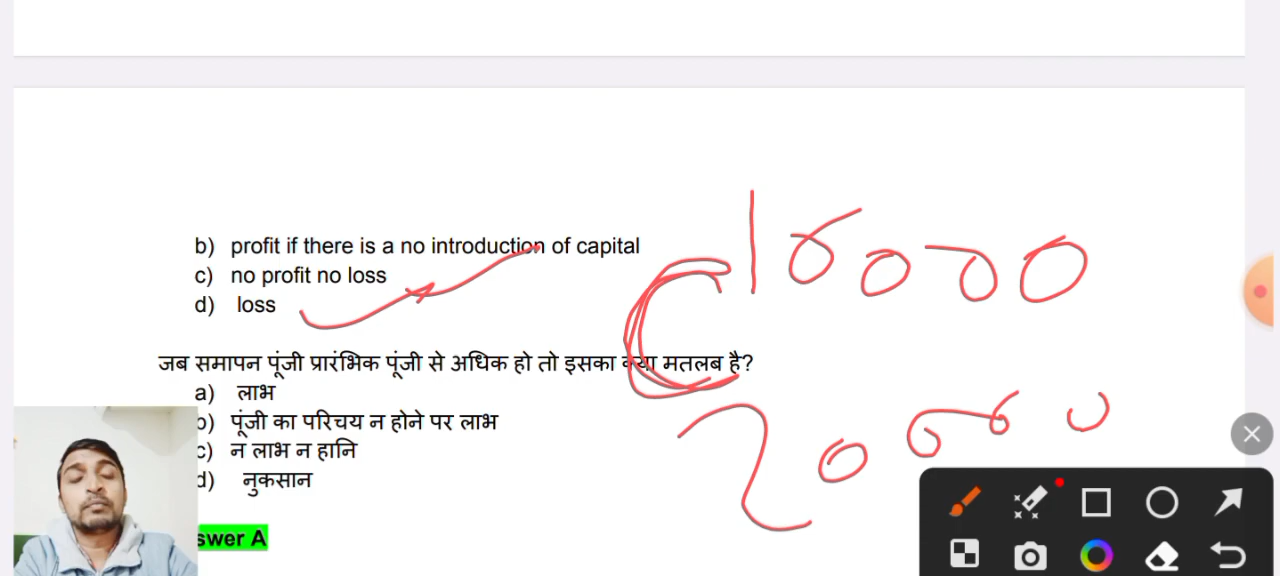 b) profit if there is a no introduction of capital
c) no profit no loss
d) loss
10000
20000
जब समापन पूंजी प्रारंभिक पूंजी से अधिक हो तो इसका क्या मतलब है?
a) लाभ
b) पूंजी का परिचय न होने पर लाभ
c) न लाभ न हानि
d) नुकसान
swer A